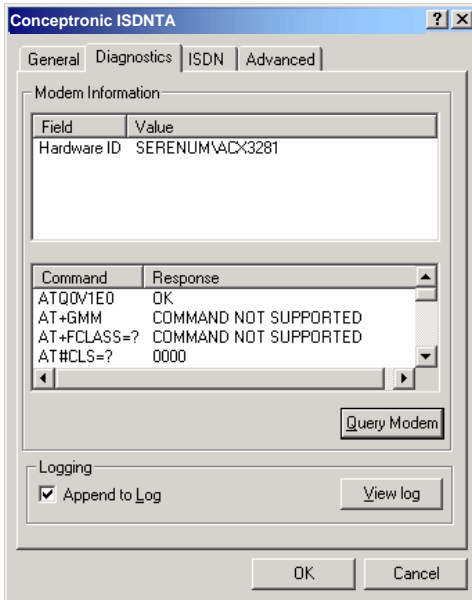 Conceptronic ISDNTA
General Diagnostics ISDN Advanced
Modem Information
Field Value
Hardware ID SERENUM\ACX3281
Command Response
ATQ0V1E0 OK
AT+GMM COMMAND NOT SUPPORTED
AT+FCLASS=? COMMAND NOT SUPPORTED
AT#CLS=? 0000
Query Modem
Logging
Append to Log View log
OK Cancel